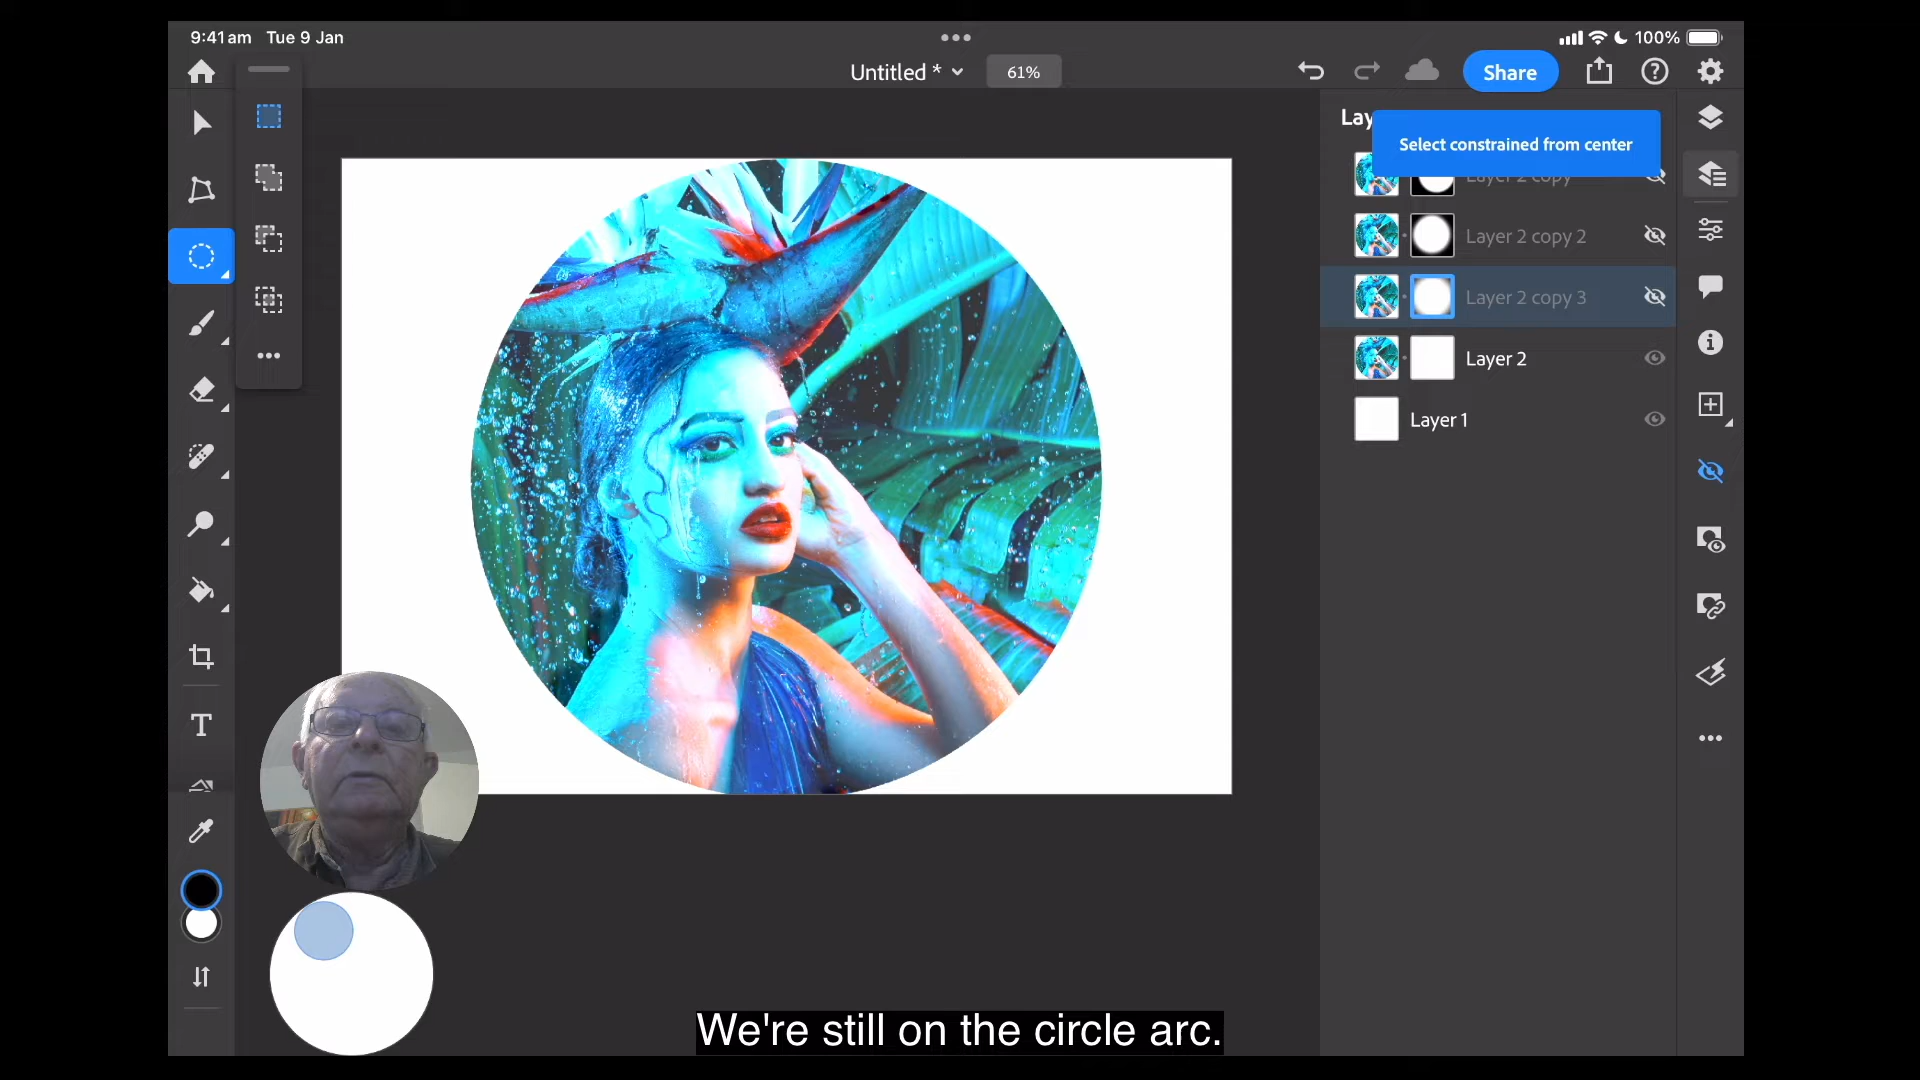 9:41am Tue 9 Jan
100%
Untitled *
61%
Share
Lay
Select constrained from center
Layer 2 copy
Layer 2 copy 2
Layer 2 copy 3
Layer 2
Layer 1
T
We're still on the circle arc.